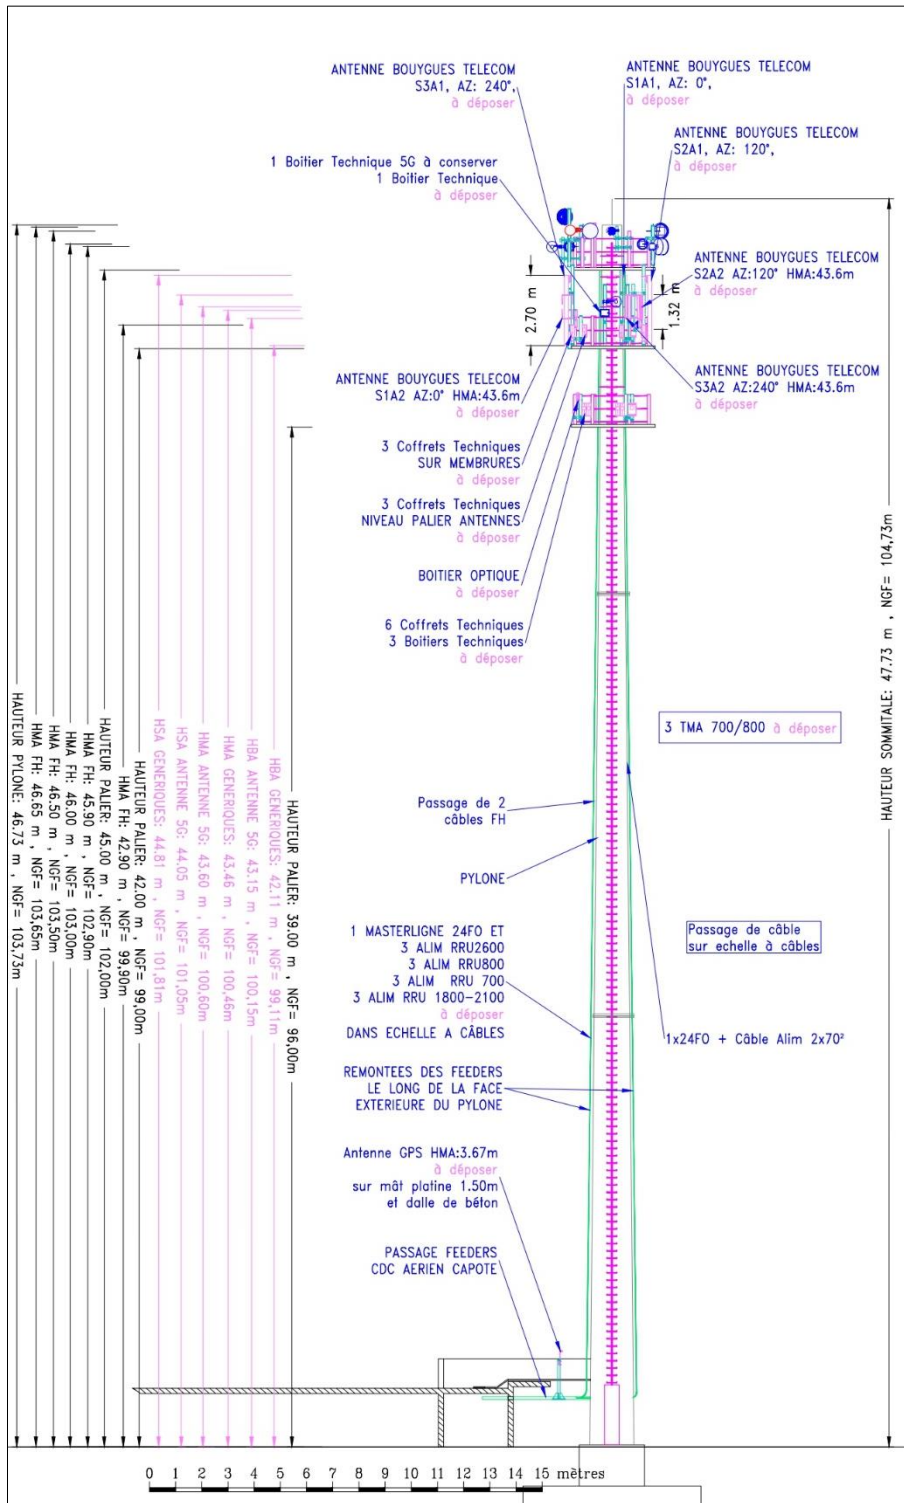 ANTENNE BOUYGUES TELECOM
S3A1, AZ: 240°,
à déposer
ANTENNE BOUYGUES TELECOM
S1A1, AZ: 0°,
à déposer
ANTENNE BOUYGUES TELECOM
S2A1, AZ: 120°,
à déposer
1 Boitier Technique 5G à conserver
1 Boitier Technique
à déposer
ANTENNE BOUYGUES TELECOM
S2A2 AZ:120° HMA:43.6m
à déposer
2.70 m
1.32 m
ANTENNE BOUYGUES TELECOM
S3A2 AZ:240° HMA:43.6m
à déposer
ANTENNE BOUYGUES TELECOM
S1A2 AZ:0° HMA:43.6m
à déposer
3 Coffrets Techniques
SUR MEMBRURES
à déposer
3 Coffrets Techniques
NIVEAU PALIER ANTENNES
à déposer
BOITIER OPTIQUE
à déposer
6 Coffrets Techniques
3 Boitiers Techniques
à déposer
3 TMA 700/800 à déposer
Passage de 2
câbles FH
PYLONE
1 MASTERLIGNE 24FO ET
3 ALIM RRU2600
3 ALIM RRU800
3 ALIM RRU 700
3 ALIM RRU 1800-2100
à déposer
DANS ECHELLE A CÂBLES
Passage de câble
sur echelle à câbles
1x24FO + Câble Alim 2x70²
REMONTEES DES FEEDERS
LE LONG DE LA FACE
EXTERIEURE DU PYLONE
Antenne GPS HMA:3.67m
à déposer
sur mât platine 1.50m
et dalle de béton
PASSAGE FEEDERS
CDC AERIEN CAPOTE
HAUTEUR PYLONE: 46.73 m , NGF= 103,73m
HMA FH: 46.65 m , NGF= 103,65m
HMA FH: 46.50 m , NGF= 103,50m
HMA FH: 46.00 m , NGF= 103,00m
HMA FH: 45.90 m , NGF= 102,90m
HAUTEUR PALIER: 45.00 m , NGF= 102,00m
HMA FH: 42.90 m , NGF= 99,90m
HAUTEUR PALIER: 42.00 m , NGF= 99,00m
HSA GENERIQUES: 44.81 m , NGF= 101,81m
HSA ANTENNE 5G: 44.05 m , NGF= 101,05m
HMA ANTENNE 5G: 43.60 m , NGF= 100,60m
HMA GENERIQUES: 43.46 m , NGF= 100,46m
HBA ANTENNE 5G: 43.15 m , NGF= 100,15m
HBA GENERIQUES: 42.11 m , NGF= 99,11m
HAUTEUR PALIER: 39.00 m , NGF= 96,00m
HAUTEUR SOMMITALE: 47.73 m , NGF= 104,73m
0 1 2 3 4 5 6 7 8 9 10 11 12 13 14 15 mètres